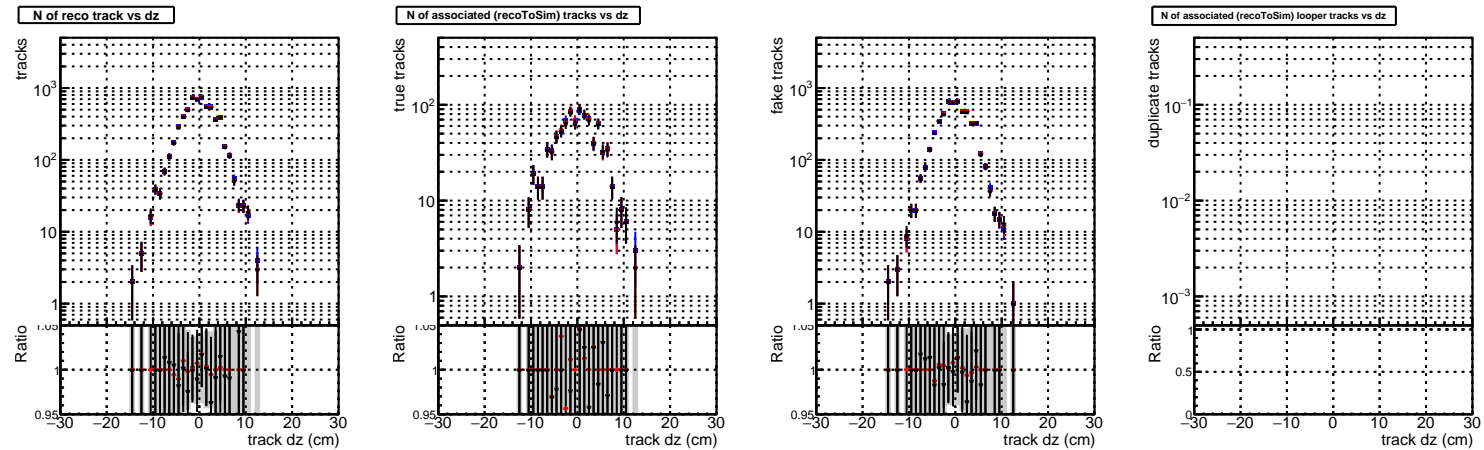 N of reco track vs dz
tracks
10³
10²
10
1
Ratio
1.05
1
0.95
−30 −20 −10 0 10 20 30
track dz (cm)
N of associated (recoToSim) tracks vs dz
true tracks
10²
10
1
Ratio
1.05
1
0.95
−30 −20 −10 0 10 20 30
track dz (cm)
fake tracks
10³
10²
10
1
Ratio
1.05
1
0.95
−30 −20 −10 0 10 20 30
track dz (cm)
N of associated (recoToSim) looper tracks vs dz
duplicate tracks
10⁻¹
10⁻²
10⁻³
Ratio
1
0.5
0
−30 −20 −10 0 10 20 30
track dz (cm)